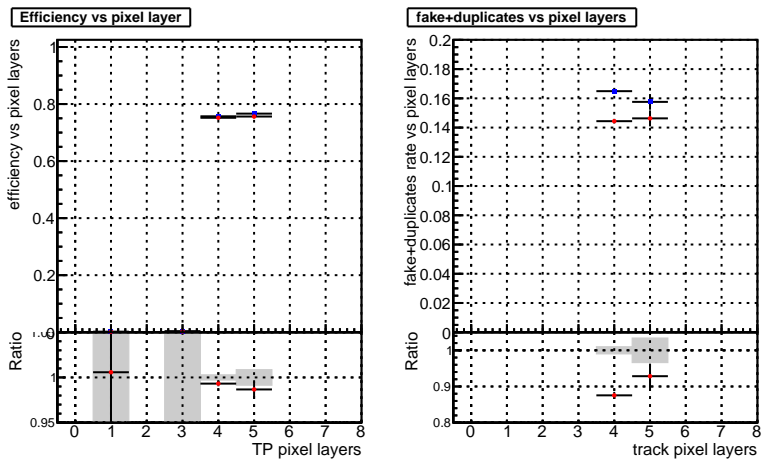 Efficiency vs pixel layer
efficiency vs pixel layers
1
0.8
0.6
0.4
0.2
0
Ratio
1
0.95
0 1 2 3 4 5 6 7 8
TP pixel layers
fake+duplicates vs pixel layers
fake+duplicates rate vs pixel layers
0.2
0.18
0.16
0.14
0.12
0.1
0.08
0.06
0.04
0.02
0
Ratio
1
0.9
0.8
0 1 2 3 4 5 6 7 8
track pixel layers